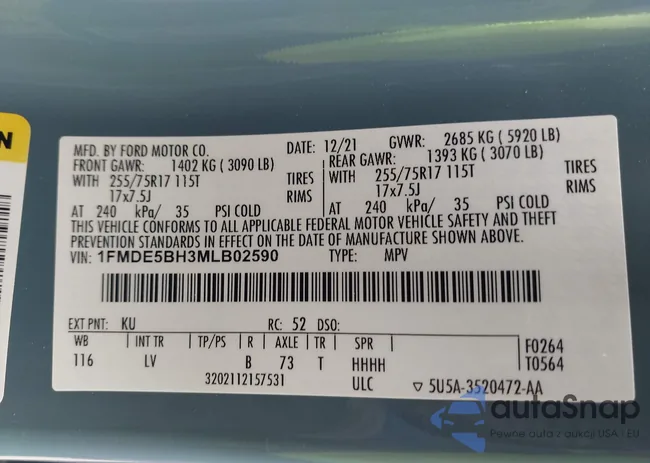 N
MFD. BY FORD MOTOR CO. DATE: 12/21 GVWR: 2685 KG ( 5920 LB)
FRONT GAWR: 1402 KG ( 3090 LB) REAR GAWR: 1393 KG ( 3070 LB)
WITH 255/75R17 115T TIRES WITH 255/75R17 115T TIRES
17x7.5J RIMS 17x7.5J RIMS
AT 240 kPa/ 35 PSI COLD AT 240 kPa/ 35 PSI COLD
THIS VEHICLE CONFORMS TO ALL APPLICABLE FEDERAL MOTOR VEHICLE SAFETY AND THEFT
PREVENTION STANDARDS IN EFFECT ON THE DATE OF MANUFACTURE SHOWN ABOVE.
VIN: 1FMDE5BH3MLB02590 TYPE: MPV
EXT PNT: KU RC: 52 DSO:
WB INT TR TP/PS R AXLE TR SPR F0264
116 LV B 73 T HHHH T0564
3202112157531 ULC ▽ 5U5A-3520472-AA
autoSnap
Pewne auta z aukcji USA i EU